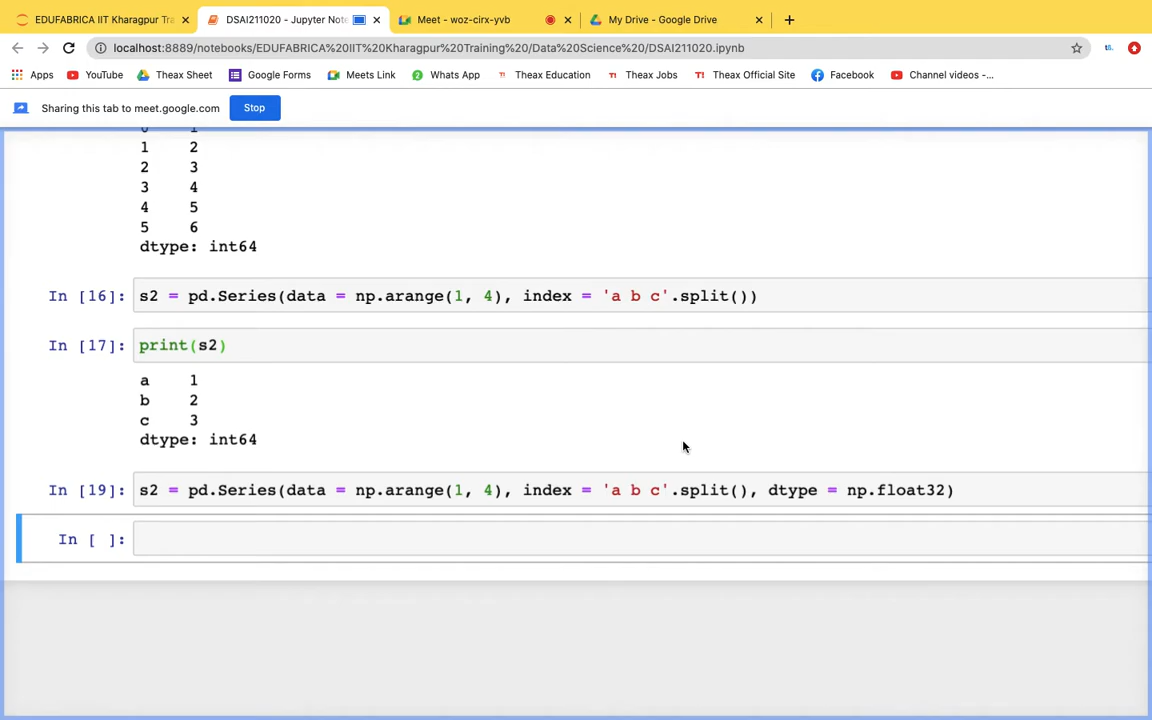 EDUFABRICA IIT Kharagpur Tra
DSAI211020 - Jupyter Note
Meet - woz-cirx-yvb
My Drive - Google Drive
localhost:8889/notebooks/EDUFABRICA%20IIT%20Kharagpur%20Training%20/Data%20Science%20/DSAI211020.ipynb
Apps
YouTube
Theax Sheet
Google Forms
Meets Link
Whats App
Theax Education
Theax Jobs
Theax Official Site
Facebook
Channel videos -...
Sharing this tab to meet.google.com
Stop
0 1
1 2
2 3
3 4
4 5
5 6
dtype: int64
In [16]: s2 = pd.Series(data = np.arange(1, 4), index = 'a b c'.split())
In [17]: print(s2)
a 1
b 2
c 3
dtype: int64
In [19]: s2 = pd.Series(data = np.arange(1, 4), index = 'a b c'.split(), dtype = np.float32)
In [ ]: